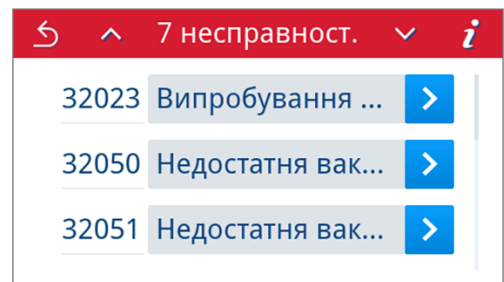 7 несправност.
32023 Випробування ...
32050 Недостатня вак...
32051 Недостатня вак...